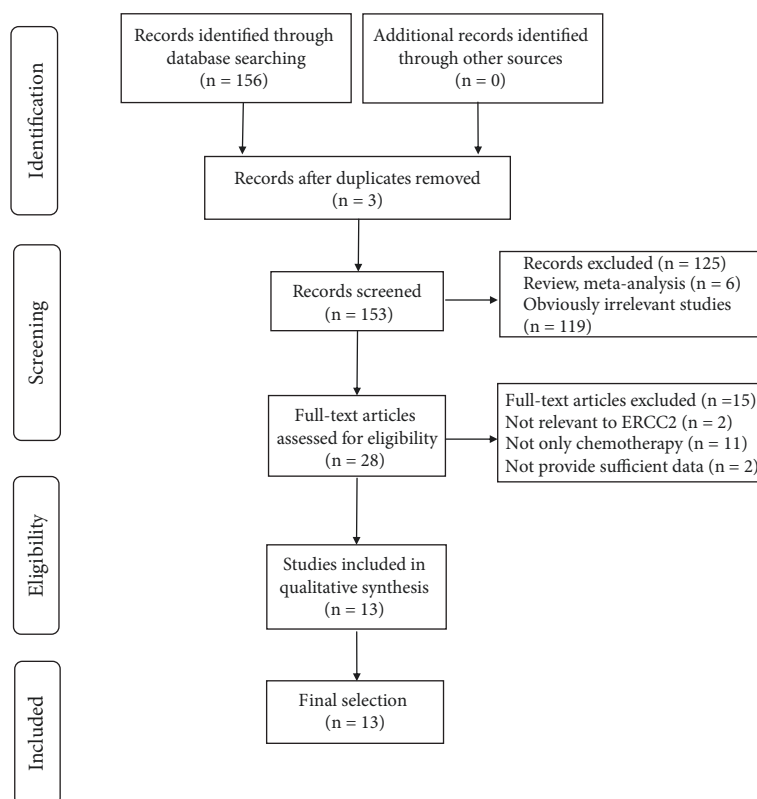 Identification
Records identified through
database searching
(n = 156)
Additional records identified
through other sources
(n = 0)
Records after duplicates removed
(n = 3)
Screening
Records screened
(n = 153)
Records excluded (n = 125)
Review, meta-analysis (n = 6)
Obviously irrelevant studies
(n = 119)
Full-text articles
assessed for eligibility
(n = 28)
Full-text articles excluded (n =15)
Not relevant to ERCC2 (n = 2)
Not only chemotherapy (n = 11)
Not provide sufficient data (n = 2)
Eligibility
Studies included in
qualitative synthesis
(n = 13)
Included
Final selection
(n = 13)